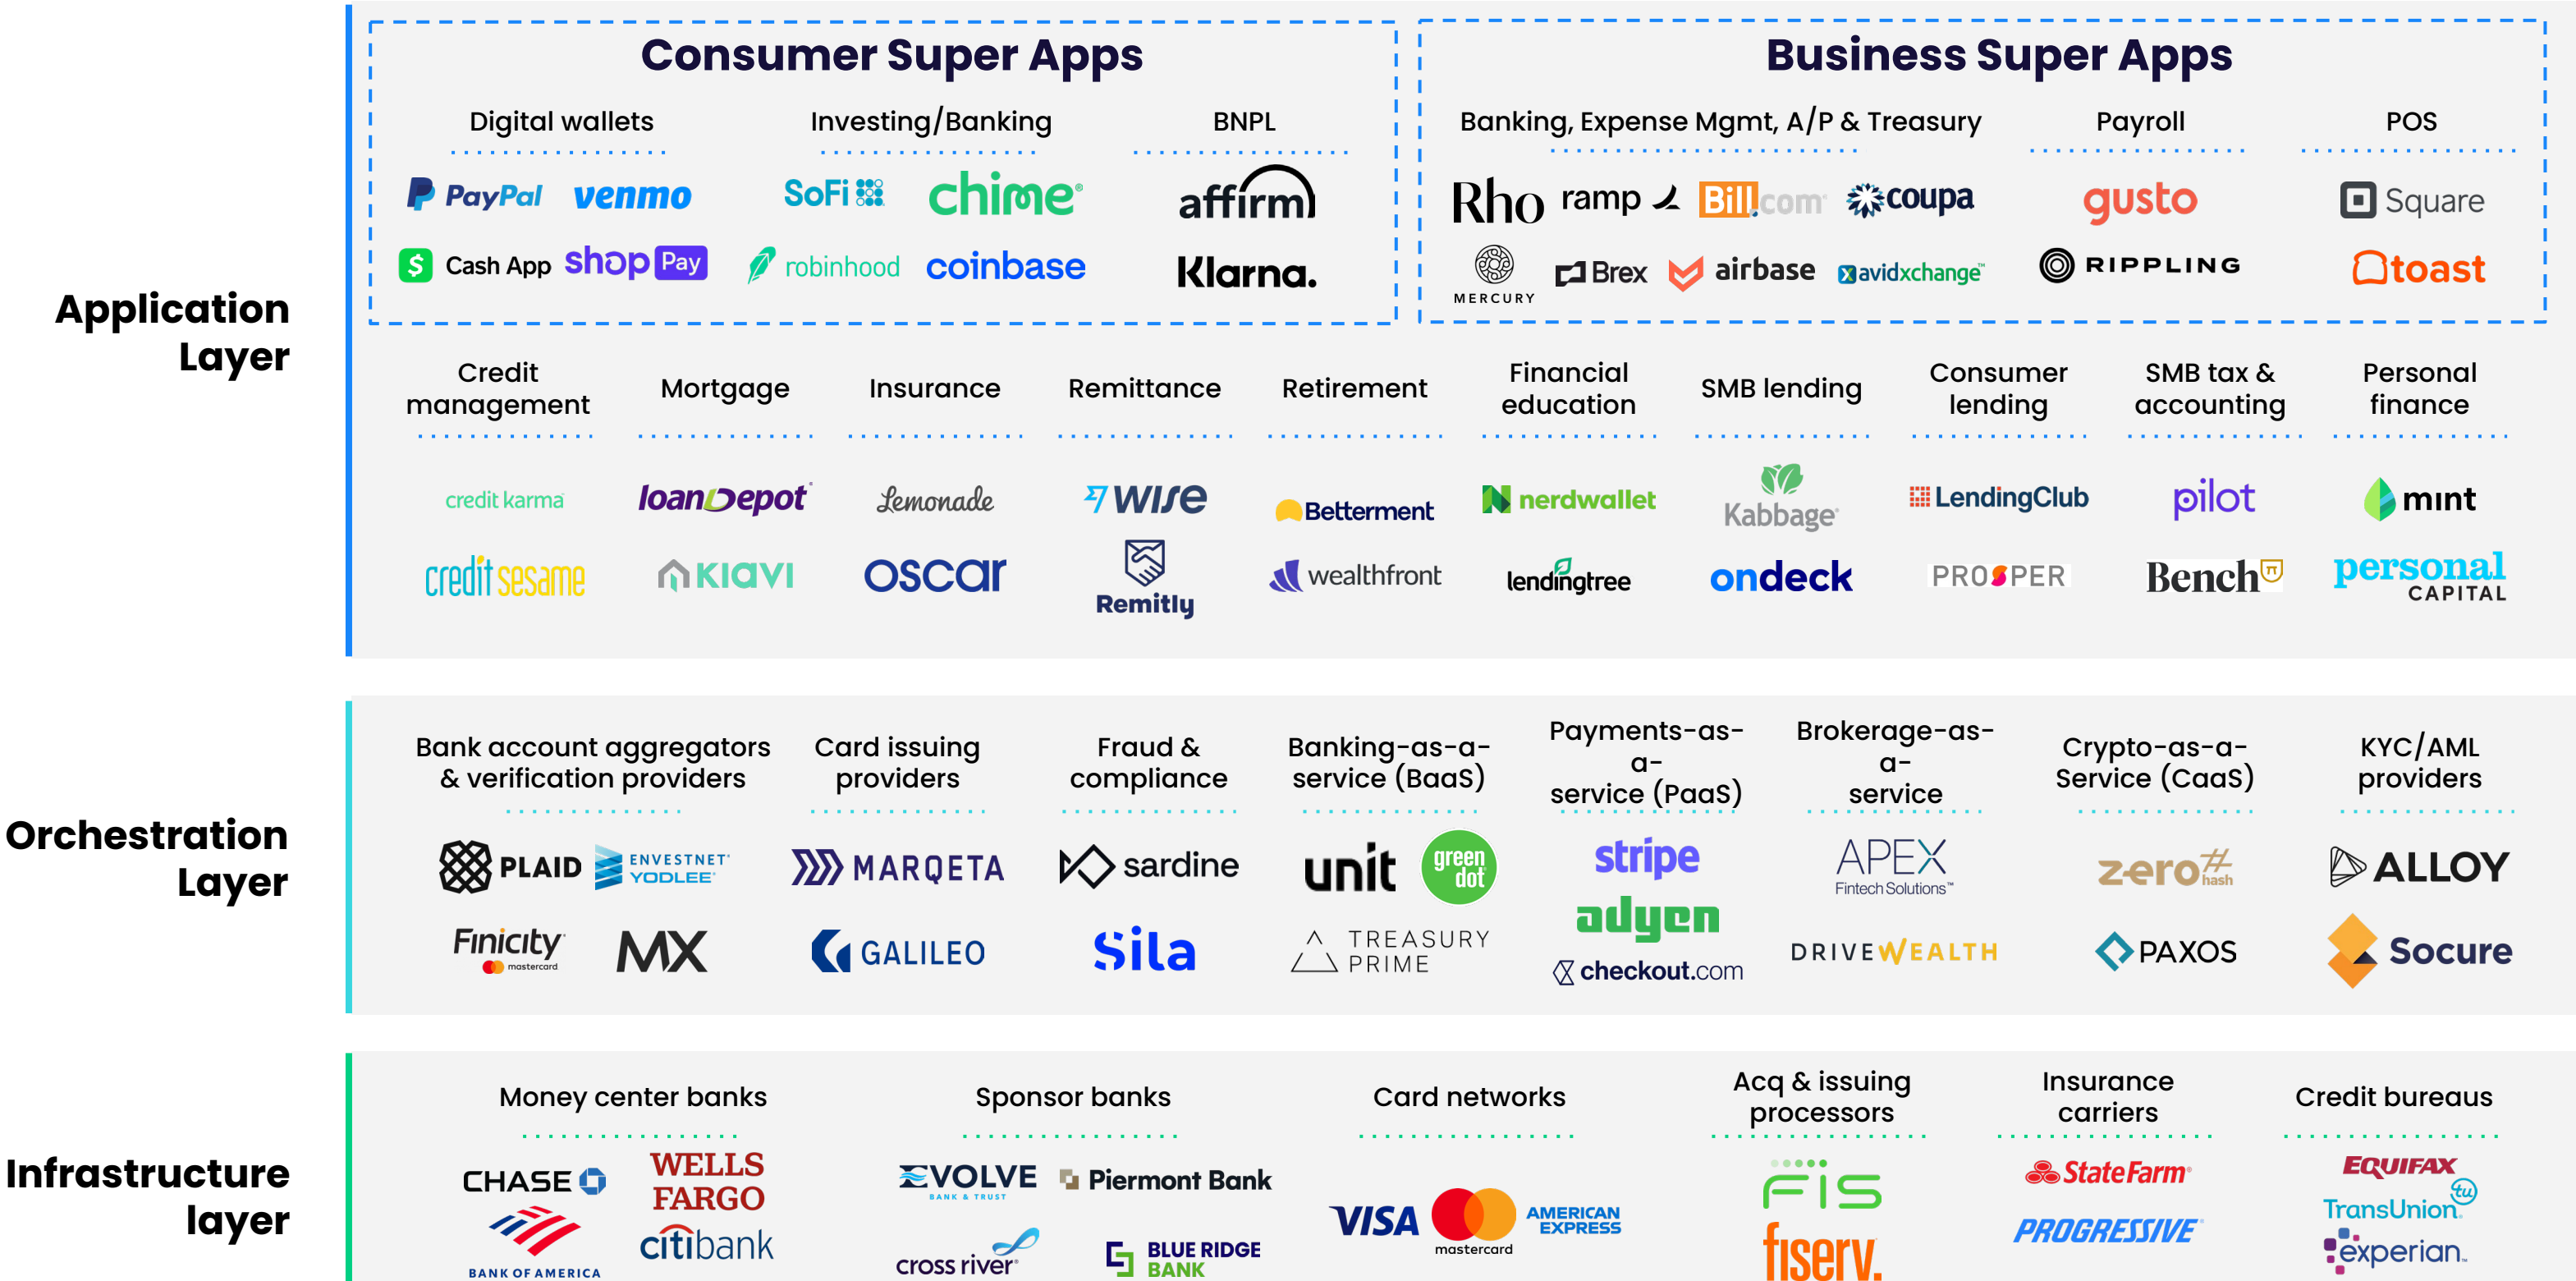 Consumer Super Apps
Business Super Apps
Digital wallets
Investing/Banking
BNPL
Banking, Expense Mgmt, A/P & Treasury
Payroll
POS
PayPal
venmo
SoFi
chime®
affirm
Rho
ramp
Bill.com®
coupa
gusto
Square
$
Cash App
shop Pay
robinhood
coinbase
Klarna.
MERCURY
Brex
airbase
avidxchange™
RIPPLING
toast
Application
Layer
Credit
management
Mortgage
Insurance
Remittance
Retirement
Financial
education
SMB lending
Consumer
lending
SMB tax &
accounting
Personal
finance
credit karma
loanDepot
Lemonade
WISE
Betterment
nerdwallet
Kabbage®
LendingClub
pilot
mint
credit sesame
KIAVI
oscar
Remitly
wealthfront
lendingtree
ondeck
PROSPER
Bench
personal
CAPITAL
Orchestration
Layer
Bank account aggregators
& verification providers
Card issuing
providers
Fraud &
compliance
Banking-as-a-
service (BaaS)
Payments-as-
a-
service (PaaS)
Brokerage-as-
a-
service
Crypto-as-a-
Service (CaaS)
KYC/AML
providers
PLAID
ENVESTNET®
YODLEE®
MARQETA
sardine
unit
green
dot
stripe
APEX
Fintech Solutions™
zero#
hash
ALLOY
Finicity
mastercard
MX
GALILEO
Sila
TREASURY
PRIME
adyen
checkout.com
DRIVEWEALTH
PAXOS
Socure
Infrastructure
layer
Money center banks
Sponsor banks
Card networks
Acq & issuing
processors
Insurance
carriers
Credit bureaus
CHASE
WELLS
FARGO
EVOLVE
BANK & TRUST
Piermont Bank
VISA
mastercard
AMERICAN
EXPRESS
FIS
State Farm®
EQUIFAX
TransUnion®
tu
BANK OF AMERICA
citibank
cross river®
BLUE RIDGE
BANK
fiserv.
PROGRESSIVE®
experian™